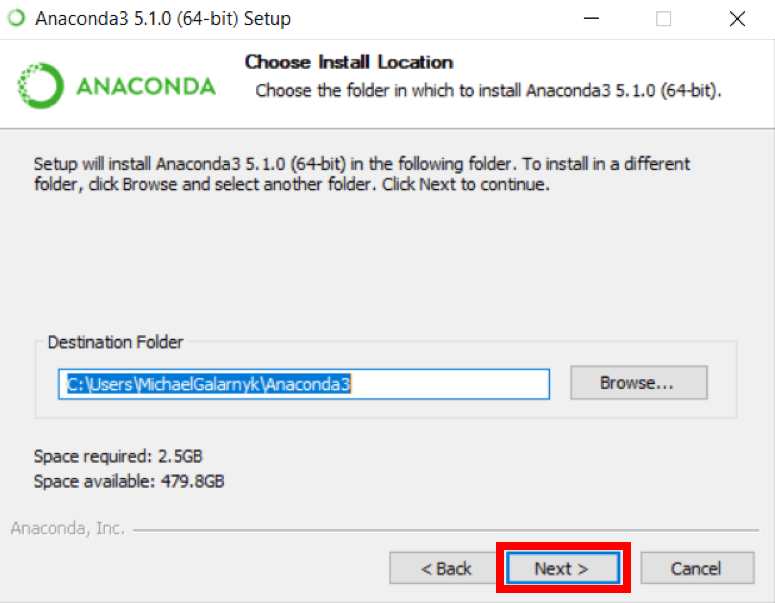 Anaconda3 5.1.0 (64-bit) Setup
Choose Install Location
ANACONDA
Choose the folder in which to install Anaconda3 5.1.0 (64-bit).
Setup will install Anaconda3 5.1.0 (64-bit) in the following folder. To install in a different
folder, click Browse and select another folder. Click Next to continue.
Destination Folder
C:\Users\MichaelGalarnyk\Anaconda3
Browse...
Space required: 2.5GB
Space available: 479.8GB
Anaconda, Inc.
< Back
Next >
Cancel